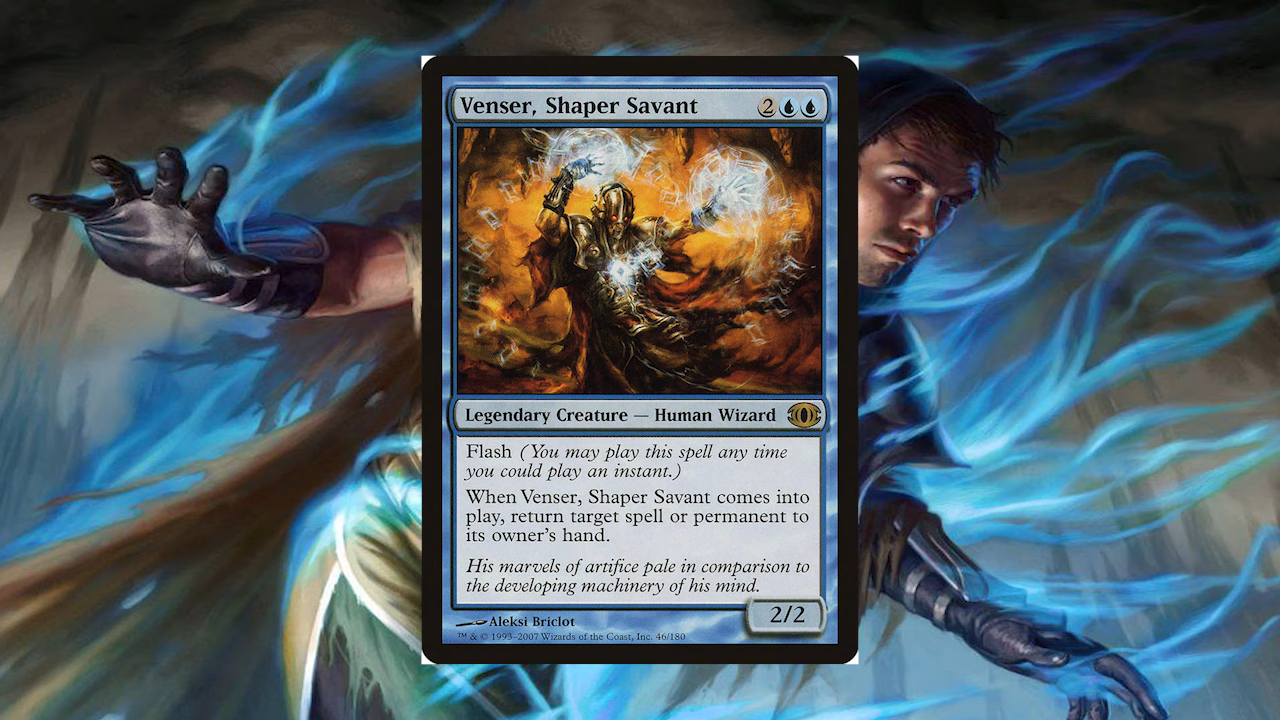 Venser, Shaper Savant 2
Legendary Creature — Human Wizard
Flash (You may play this spell any time
you could play an instant.)
When Venser, Shaper Savant comes into
play, return target spell or permanent to
its owner's hand.
His marvels of artifice pale in comparison to
the developing machinery of his mind.
2/2
Aleksi Briclot
™ & © 1993–2007 Wizards of the Coast, Inc. 46/180